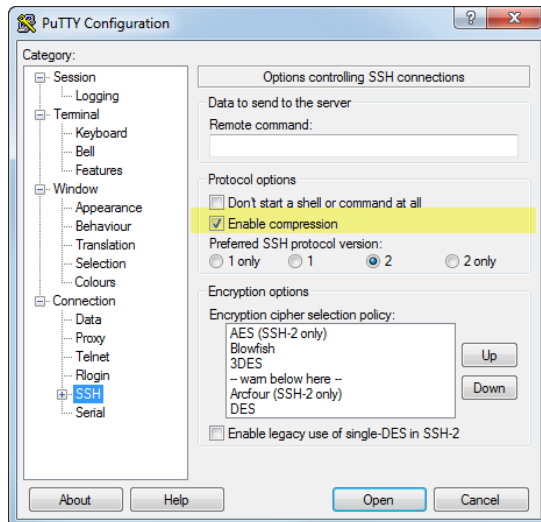 PuTTY Configuration
Category:
Session
Logging
Terminal
Keyboard
Bell
Features
Window
Appearance
Behaviour
Translation
Selection
Colours
Connection
Data
Proxy
Telnet
Rlogin
SSH
Serial
Options controlling SSH connections
Data to send to the server
Remote command:
Protocol options
Don't start a shell or command at all
Enable compression
Preferred SSH protocol version:
1 only 1 2 2 only
Encryption options
Encryption cipher selection policy:
AES (SSH-2 only)
Blowfish
3DES
-- warn below here --
Arcfour (SSH-2 only)
DES
Up
Down
Enable legacy use of single-DES in SSH-2
About Help Open Cancel